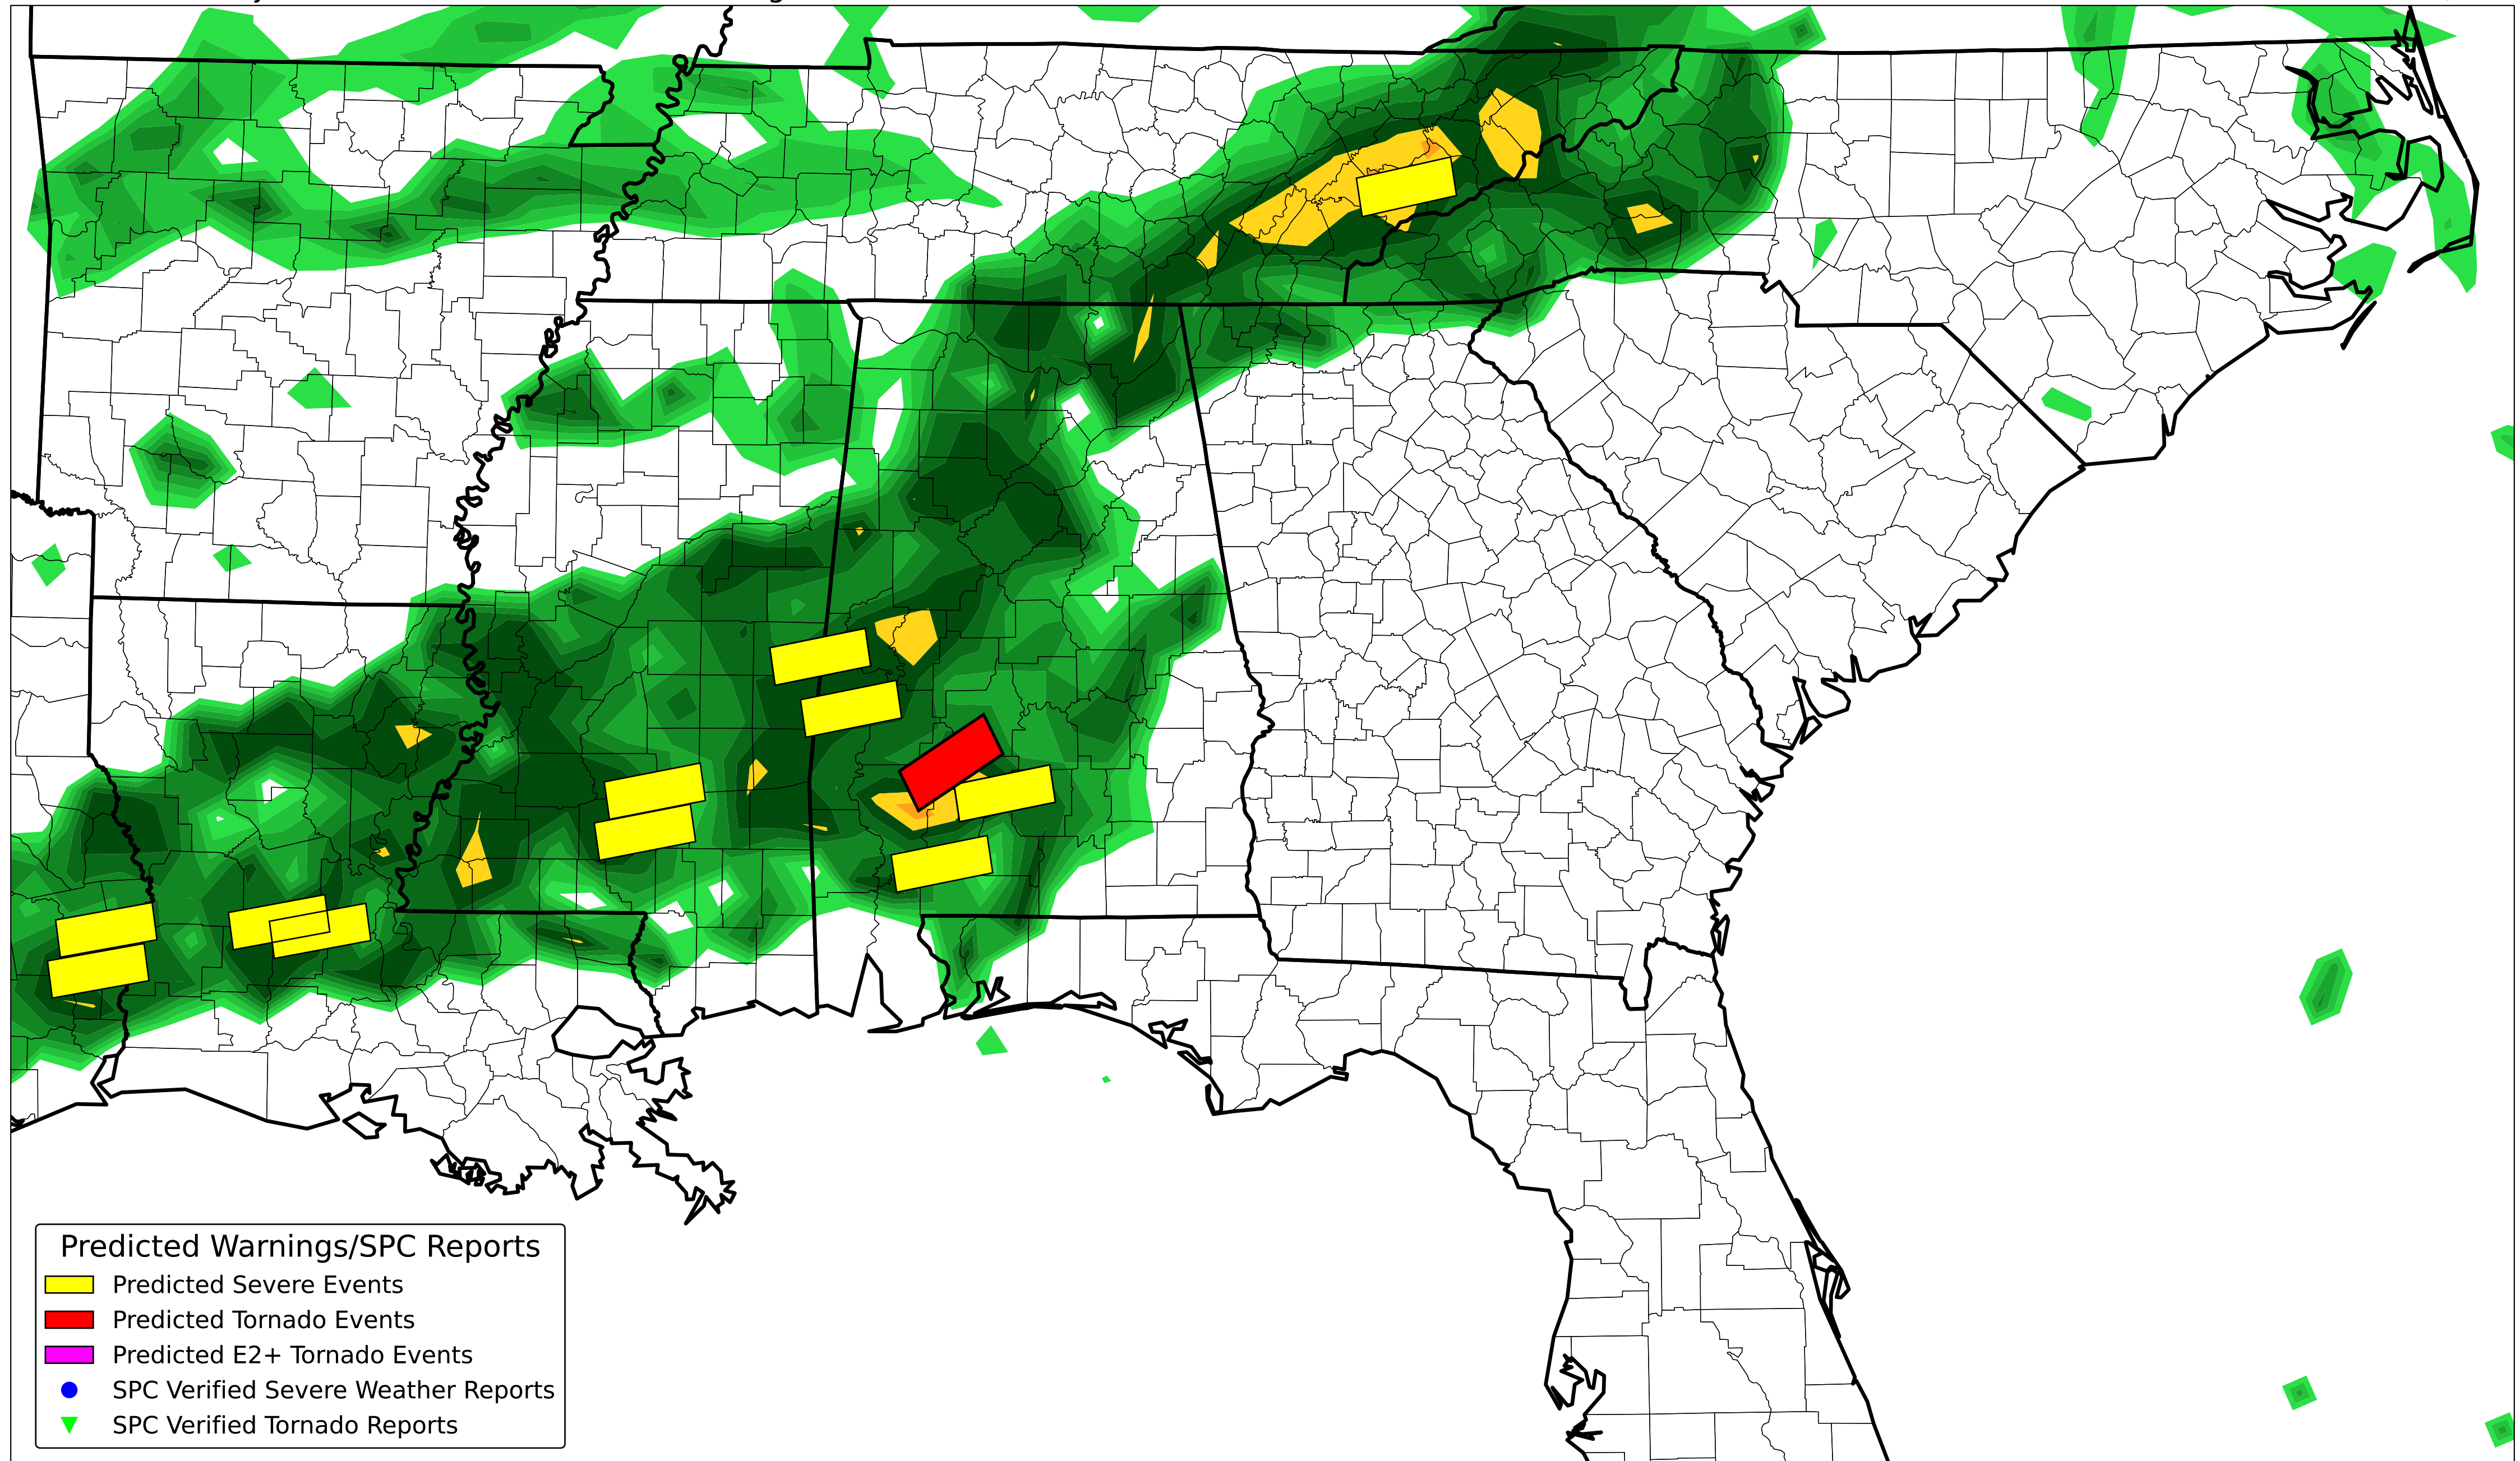 Predicted Warnings/SPC Reports
Predicted Severe Events
Predicted Tornado Events
Predicted E2+ Tornado Events
SPC Verified Severe Weather Reports
SPC Verified Tornado Reports